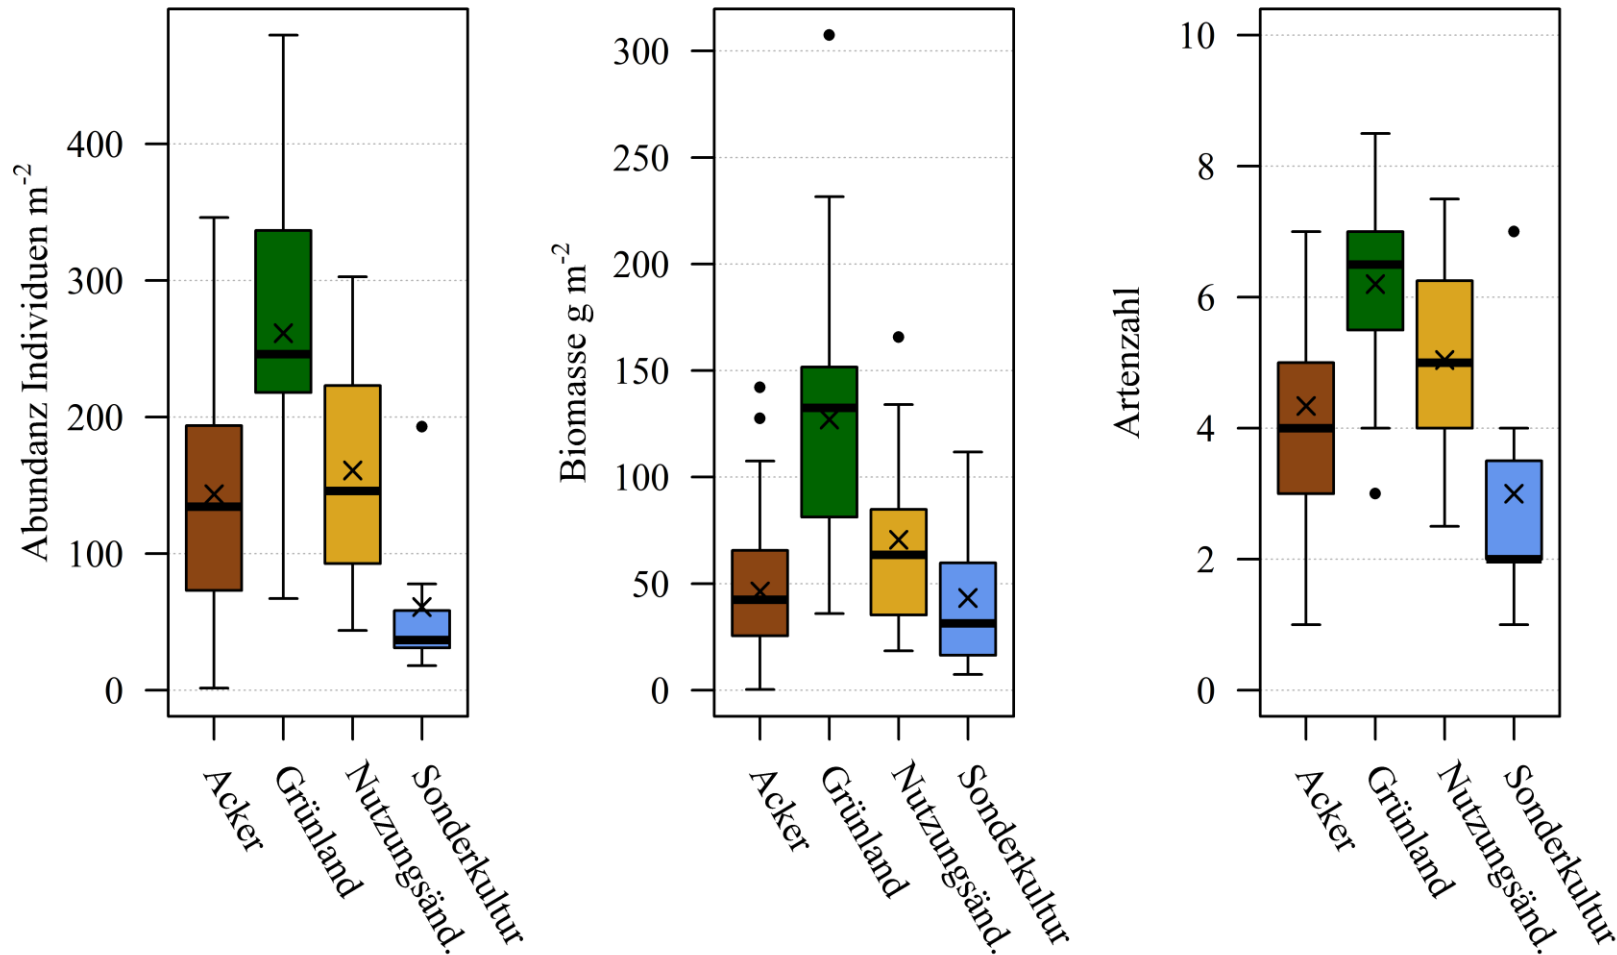 Abundanz Individuen m-2
400
300
200
100
0
Acker
Grünland
Nutzungsänd.
Sonderkultur
Biomasse g m-2
300
250
200
150
100
50
0
Acker
Grünland
Nutzungsänd.
Sonderkultur
Artenzahl
10
8
6
4
2
0
Acker
Grünland
Nutzungsänd.
Sonderkultur